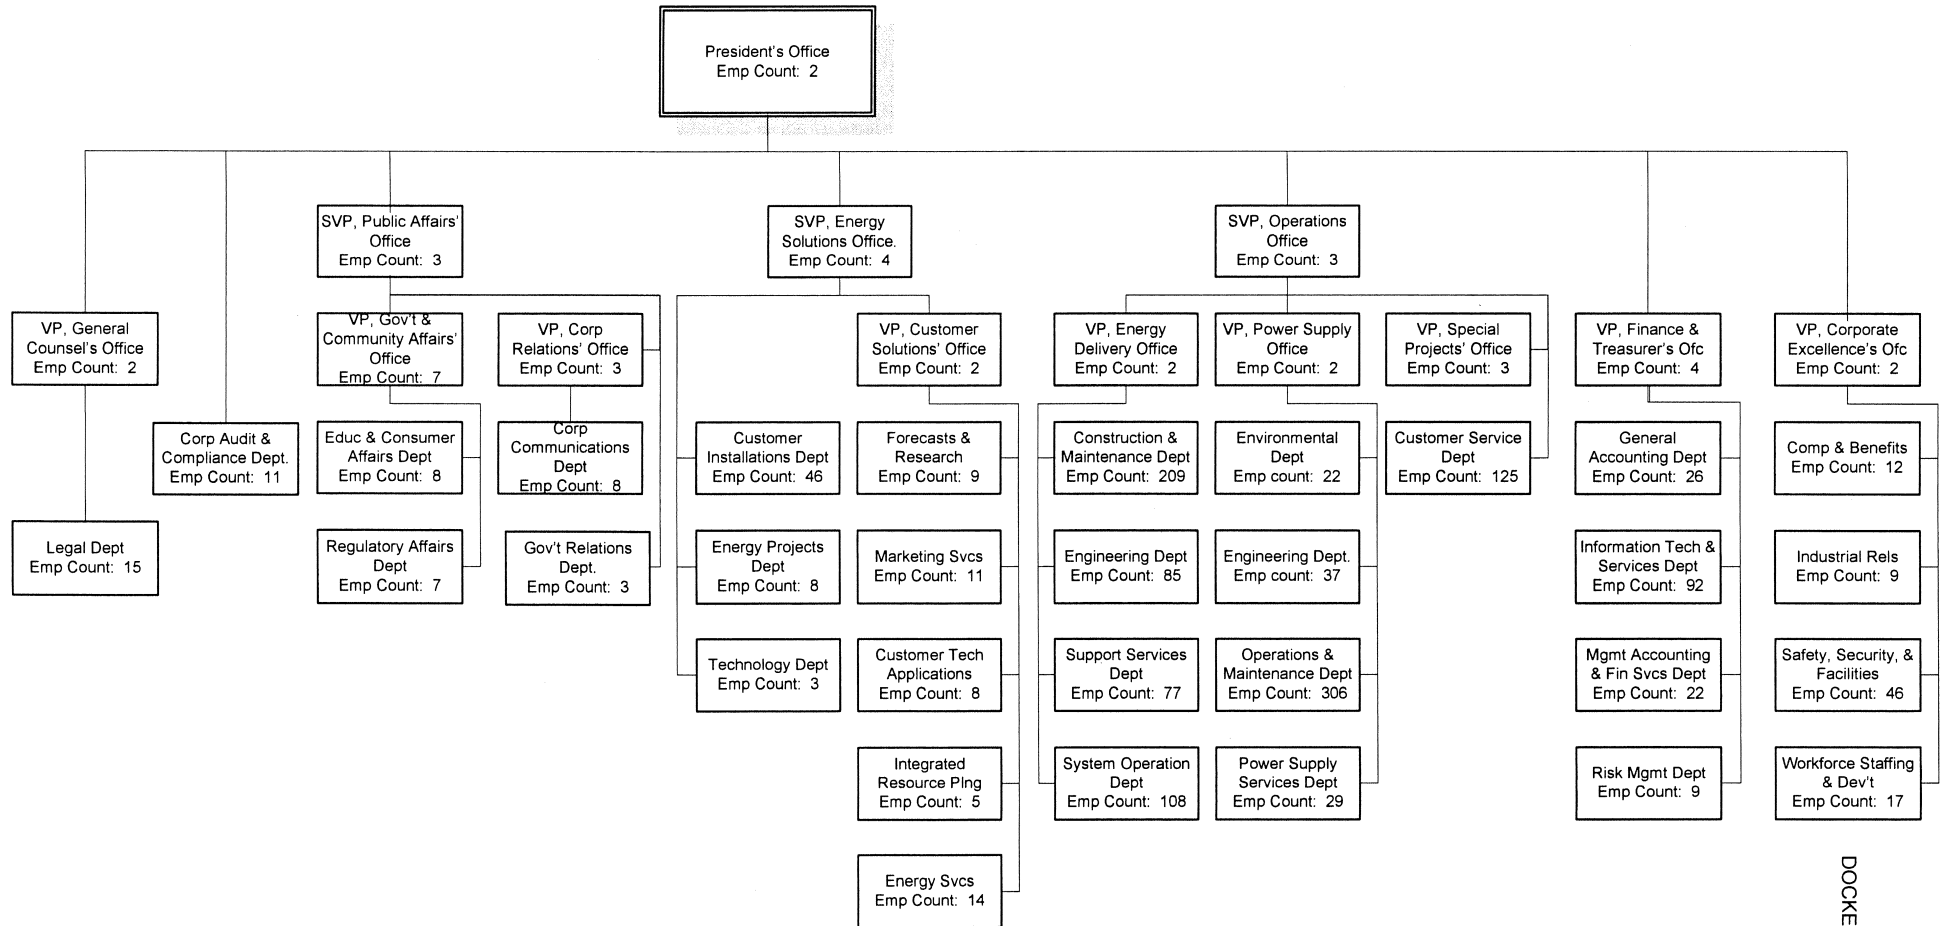 President's Office
Emp Count: 2
SVP, Public Affairs'
Office
Emp Count: 3
SVP, Energy
Solutions Office.
Emp Count: 4
SVP, Operations
Office
Emp Count: 3
VP, General
Counsel's Office
Emp Count: 2
VP, Gov't &
Community Affairs'
Office
Emp Count: 7
VP, Corp
Relations' Office
Emp Count: 3
VP, Customer
Solutions' Office
Emp Count: 2
VP, Energy
Delivery Office
Emp Count: 2
VP, Power Supply
Office
Emp Count: 2
VP, Special
Projects' Office
Emp Count: 3
VP, Finance &
Treasurer's Ofc
Emp Count: 4
VP, Corporate
Excellence's Ofc
Emp Count: 2
Corp Audit &
Compliance Dept.
Emp Count: 11
Educ & Consumer
Affairs Dept
Emp Count: 8
Corp
Communications
Dept
Emp Count: 8
Customer
Installations Dept
Emp Count: 46
Forecasts &
Research
Emp Count: 9
Construction &
Maintenance Dept
Emp Count: 209
Environmental
Dept
Emp count: 22
Customer Service
Dept
Emp Count: 125
General
Accounting Dept
Emp Count: 26
Comp & Benefits
Emp Count: 12
Legal Dept
Emp Count: 15
Regulatory Affairs
Dept
Emp Count: 7
Gov't Relations
Dept.
Emp Count: 3
Energy Projects
Dept
Emp Count: 8
Marketing Svcs
Emp Count: 11
Engineering Dept
Emp Count: 85
Engineering Dept.
Emp count: 37
Information Tech &
Services Dept
Emp Count: 92
Industrial Rels
Emp Count: 9
Technology Dept
Emp Count: 3
Customer Tech
Applications
Emp Count: 8
Support Services
Dept
Emp Count: 77
Operations &
Maintenance Dept
Emp Count: 306
Mgmt Accounting
& Fin Svcs Dept
Emp Count: 22
Safety, Security, &
Facilities
Emp Count: 46
Integrated
Resource Plng
Emp Count: 5
System Operation
Dept
Emp Count: 108
Power Supply
Services Dept
Emp Count: 29
Risk Mgmt Dept
Emp Count: 9
Workforce Staffing
& Dev't
Emp Count: 17
Energy Svcs
Emp Count: 14
DOCKE